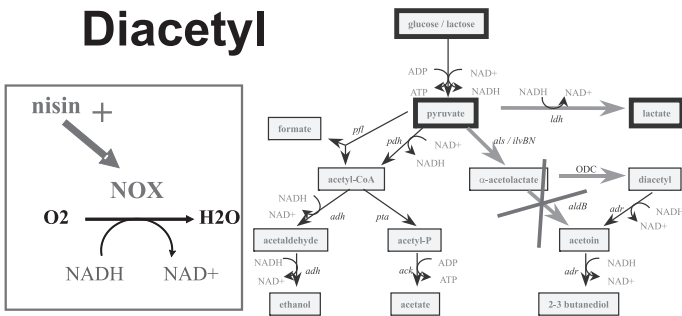 Diacetyl
nisin +
NOX
O2 H2O
NADH NAD+
glucose / lactose
ADP NAD+
ATP NADH
NADH NAD+
pyruvate lactate
ldh
formate
pfl
pdh
NAD+
NADH
als / ilvBN
acetyl-CoA
α-acetolactate
ODC
diacetyl
NADH
NAD+
adh
pta
aldB
adr
NADH
NAD+
acetaldehyde
acetyl-P
acetoin
NADH
NAD+
adh
ack
ADP
ATP
adr
NADH
NAD+
ethanol
acetate
2-3 butanediol